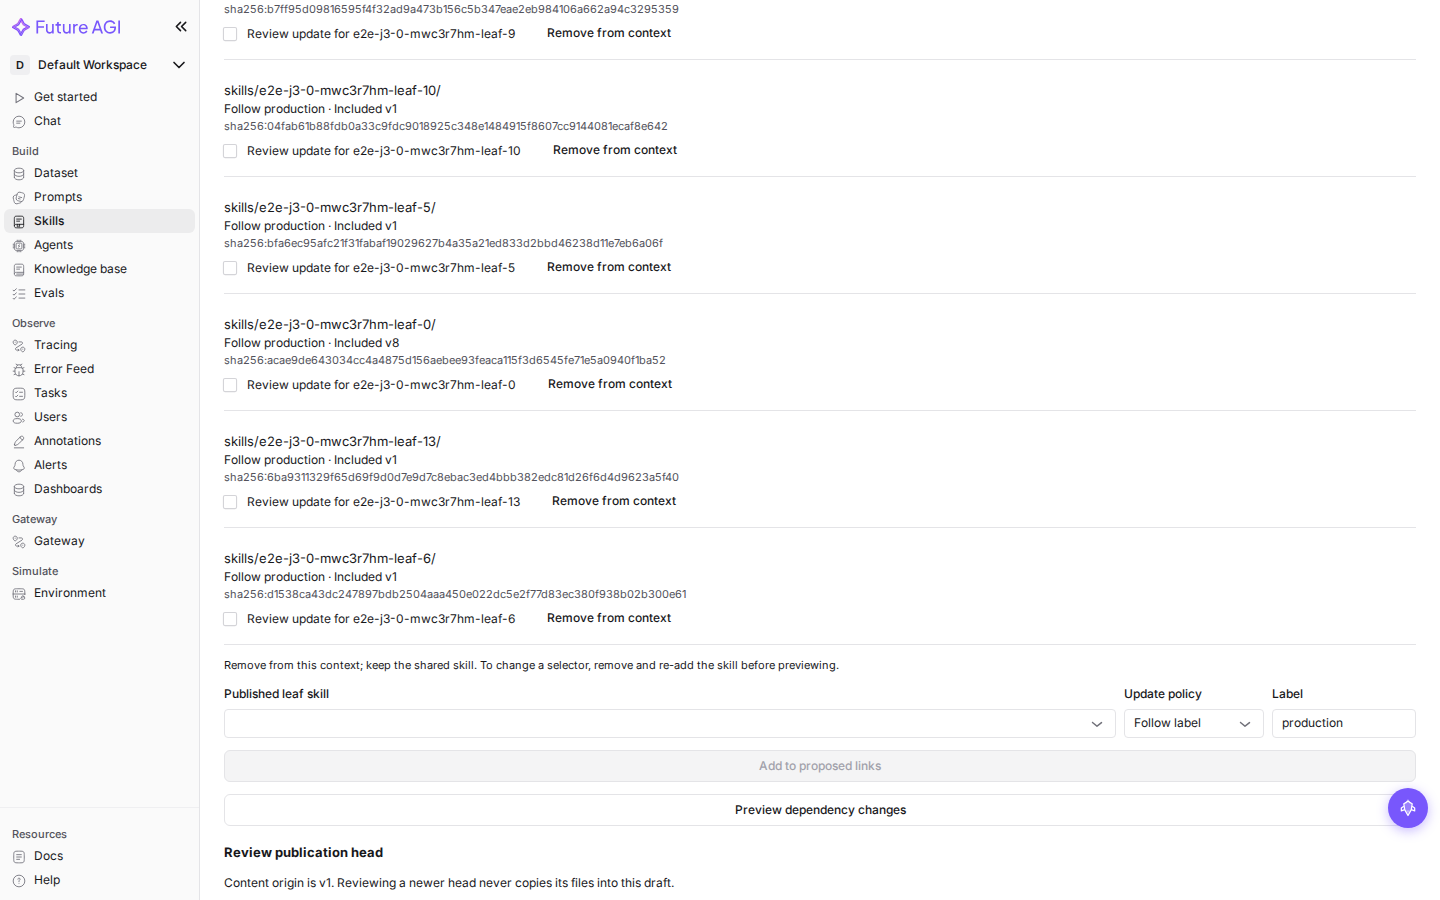 Future AGI
D Default Workspace
Get started
Chat
Build
Dataset
Prompts
Skills
Agents
Knowledge base
Evals
Observe
Tracing
Error Feed
Tasks
Users
Annotations
Alerts
Dashboards
Gateway
Gateway
Simulate
Environment
Resources
Docs
Help
sha256:b7ff95d09816595f4f32ad9a473b156c5b347eae2eb984106a662a94c3295359
Review update for e2e-j3-0-mwc3r7hm-leaf-9 Remove from context
skills/e2e-j3-0-mwc3r7hm-leaf-10/
Follow production · Included v1
sha256:04fab61b88fdb0a33c9fdc9018925c348e1484915f8607cc9144081ecaf8e642
Review update for e2e-j3-0-mwc3r7hm-leaf-10 Remove from context
skills/e2e-j3-0-mwc3r7hm-leaf-5/
Follow production · Included v1
sha256:bfa6ec95afc21f31fabaf19029627b4a35a21ed833d2bbd46238d11e7eb6a06f
Review update for e2e-j3-0-mwc3r7hm-leaf-5 Remove from context
skills/e2e-j3-0-mwc3r7hm-leaf-0/
Follow production · Included v8
sha256:acae9de643034cc4a4875d156aebee93feaca115f3d6545fe71e5a0940f1ba52
Review update for e2e-j3-0-mwc3r7hm-leaf-0 Remove from context
skills/e2e-j3-0-mwc3r7hm-leaf-13/
Follow production · Included v1
sha256:6ba9311329f65d69f9d0d7e9d7c8ebac3ed4bbb382edc81d26f6d4d9623a5f40
Review update for e2e-j3-0-mwc3r7hm-leaf-13 Remove from context
skills/e2e-j3-0-mwc3r7hm-leaf-6/
Follow production · Included v1
sha256:d1538ca43dc247897bdb2504aaa450e022dc5e2f77d83ec380f938b02b300e61
Review update for e2e-j3-0-mwc3r7hm-leaf-6 Remove from context
Remove from this context; keep the shared skill. To change a selector, remove and re-add the skill before previewing.
Published leaf skill Update policy Label
Follow label production
Add to proposed links
Preview dependency changes
Review publication head
Content origin is v1. Reviewing a newer head never copies its files into this draft.